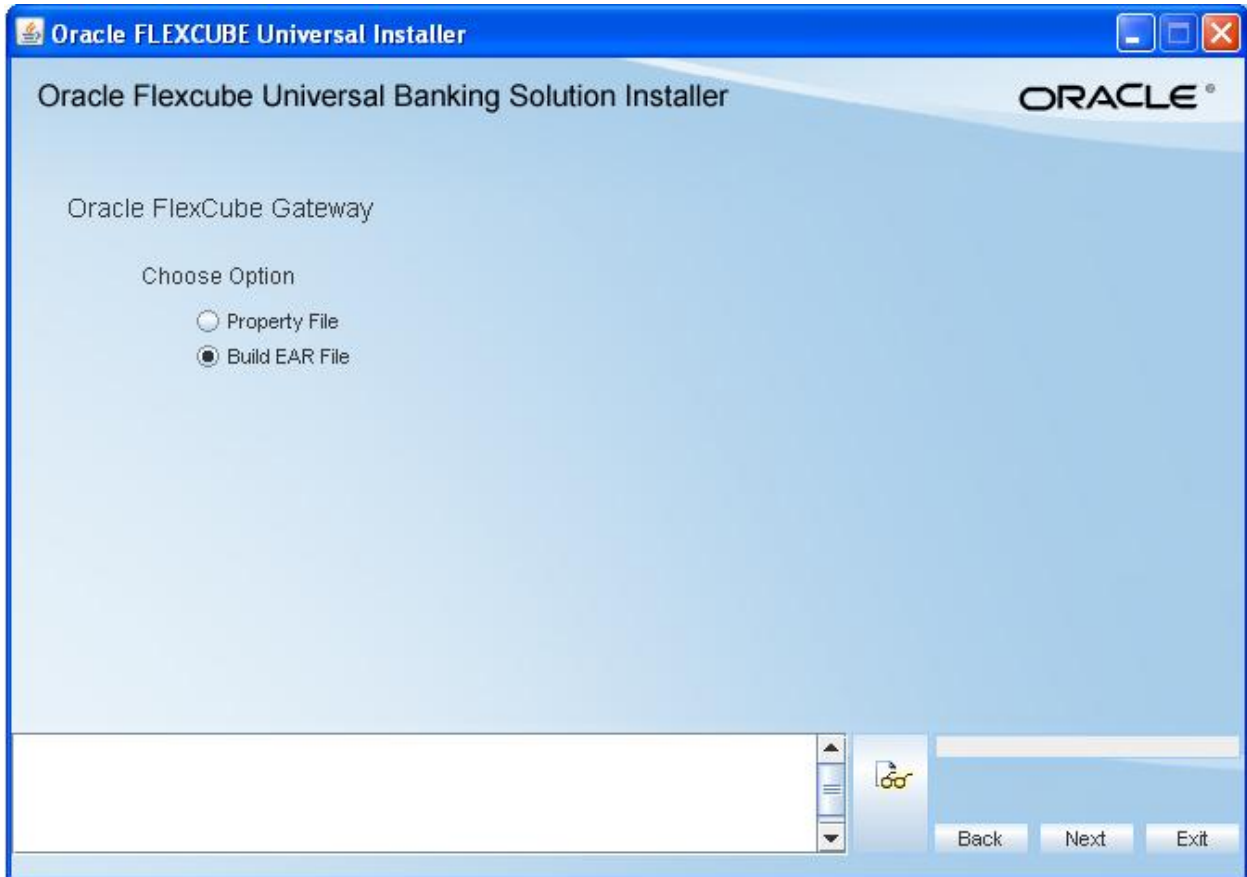 Oracle FLEXCUBE Universal Installer
Oracle Flexcube Universal Banking Solution Installer
ORACLE®
Oracle FlexCube Gateway
Choose Option
Property File
Build EAR File
Back Next Exit